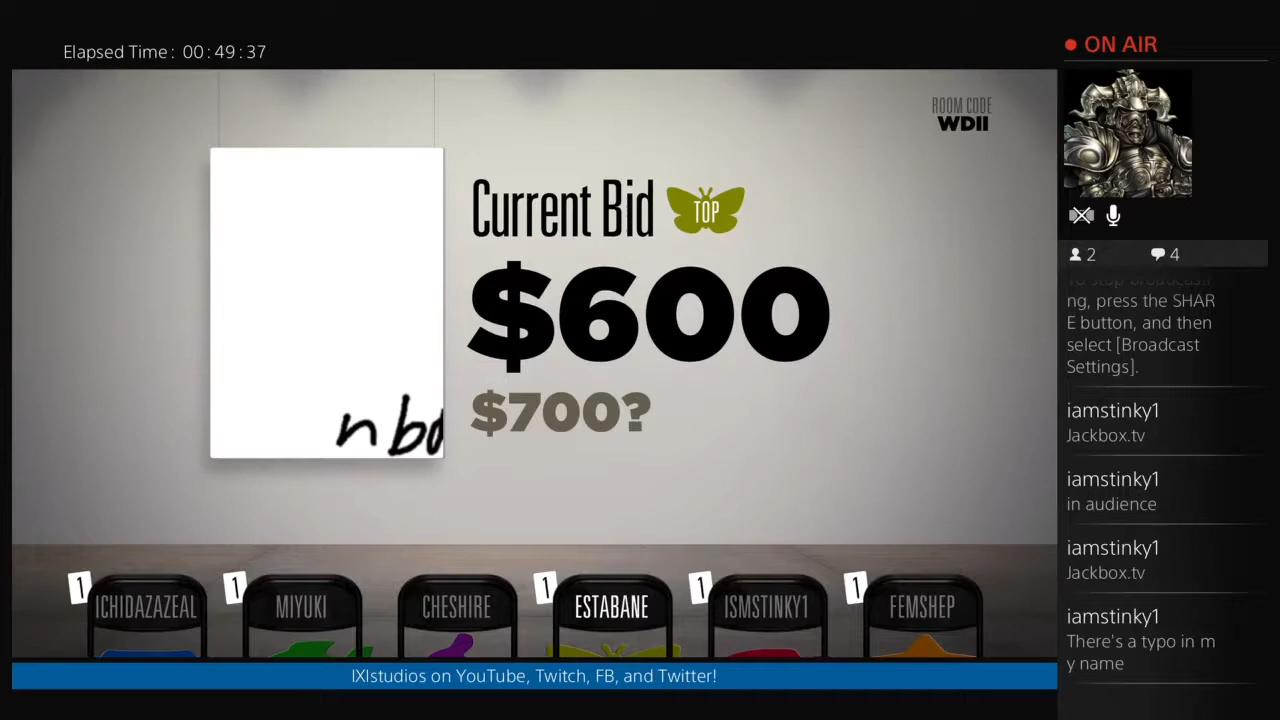 Elapsed Time: 00:49:37
ON AIR
ROOM CODE
WDII
Current Bid TOP
$600
$700?
n bo
2 4
To stop broadcasti
ng, press the SHAR
E button, and then
select [Broadcast
Settings].
iamstinky1
Jackbox.tv
iamstinky1
in audience
iamstinky1
Jackbox.tv
iamstinky1
There's a typo in m
y name
1 1 1 1 1
ICHIDAZAZEAL MIYUKI CHESHIRE ESTABANE ISMSTINKY1 FEMSHEP
IXIstudios on YouTube, Twitch, FB, and Twitter!